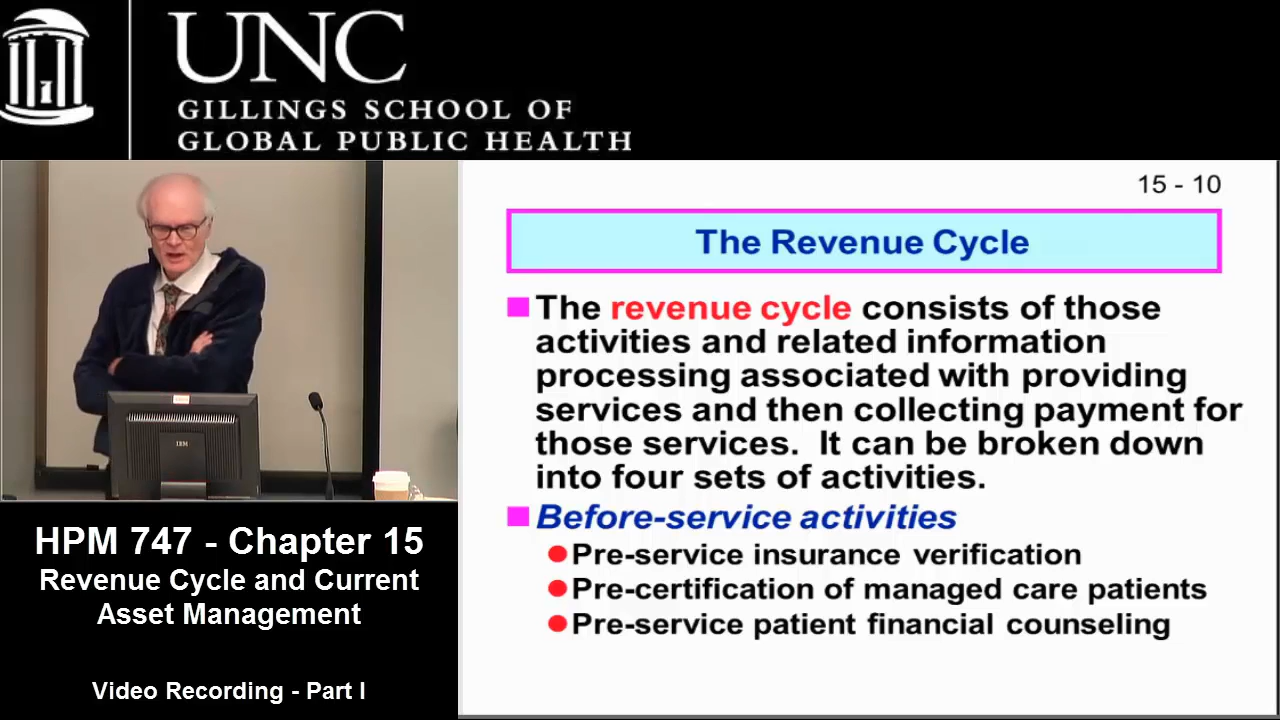 UNC
GILLINGS SCHOOL OF
GLOBAL PUBLIC HEALTH
15 - 10
The Revenue Cycle
The revenue cycle consists of those
activities and related information
processing associated with providing
services and then collecting payment for
those services. It can be broken down
into four sets of activities.
Before-service activities
Pre-service insurance verification
Pre-certification of managed care patients
Pre-service patient financial counseling
IBM
HPM 747 - Chapter 15
Revenue Cycle and Current
Asset Management
Video Recording - Part I